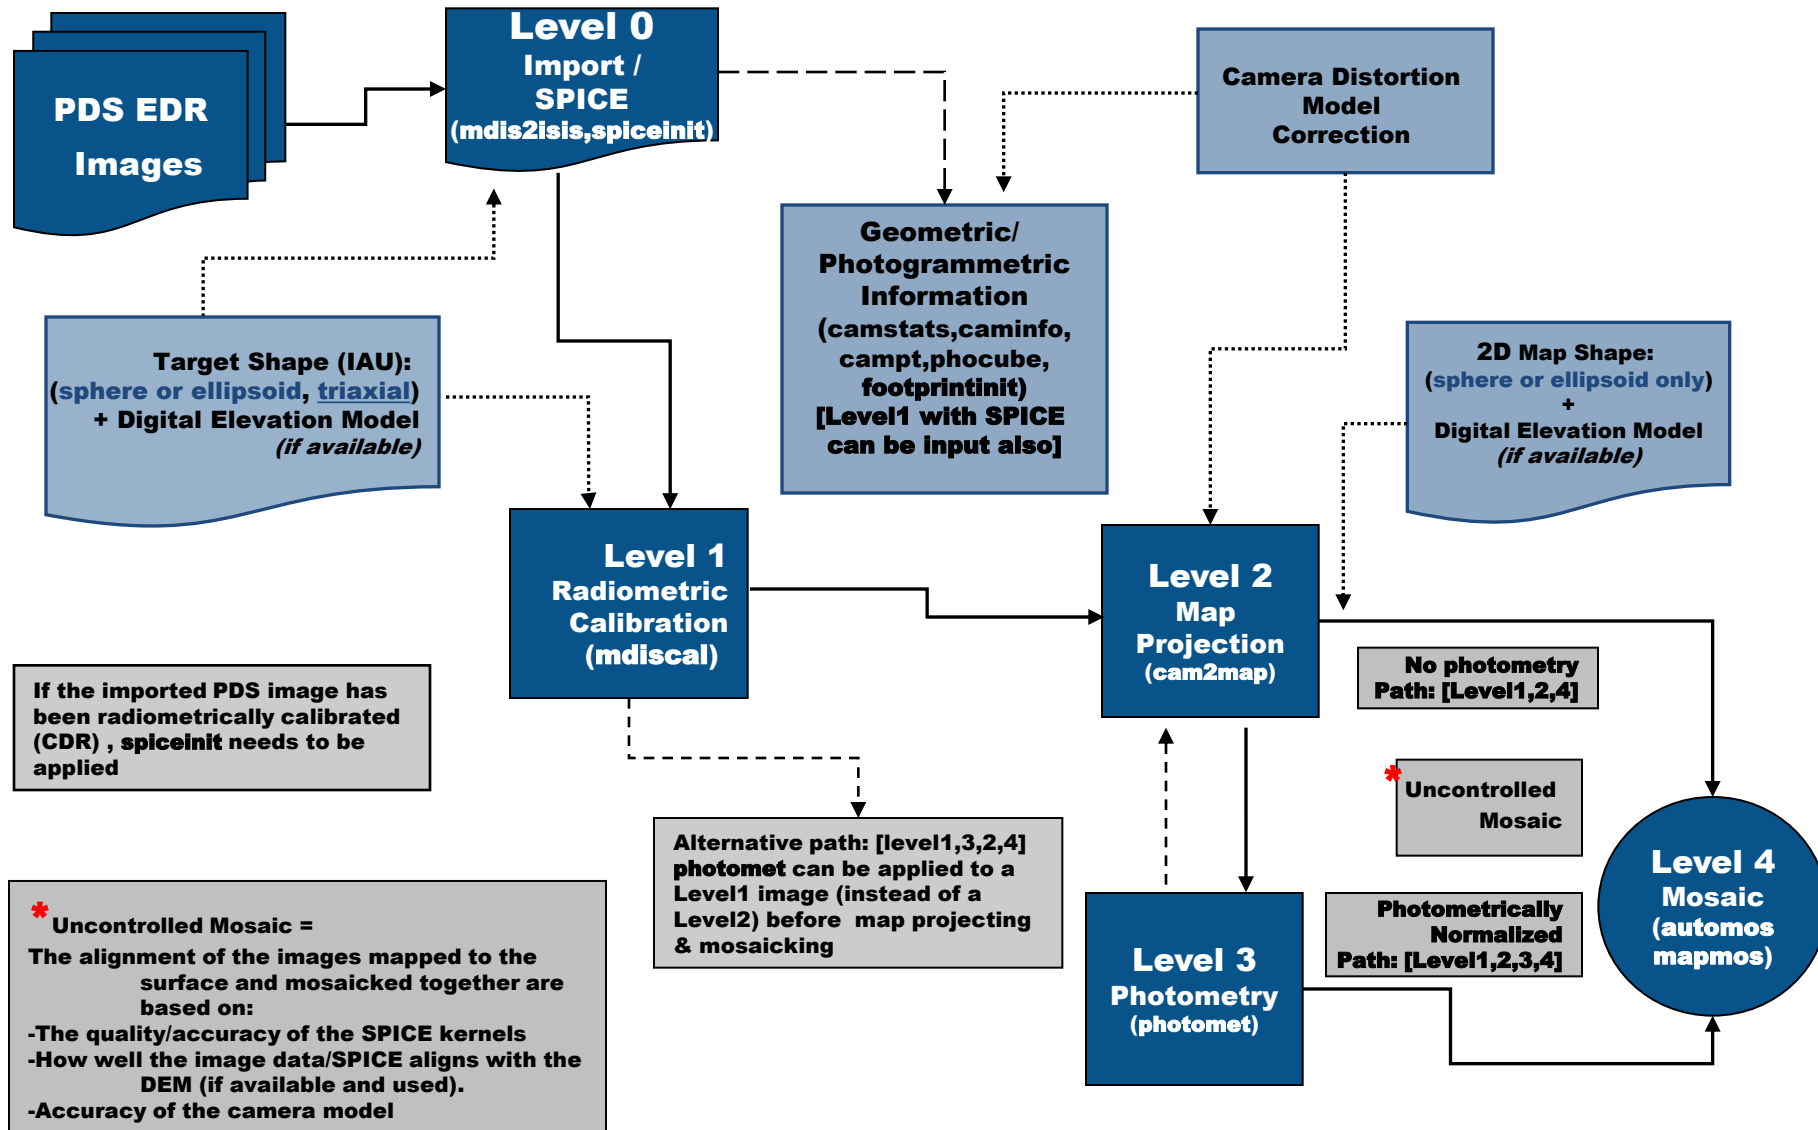 PDS EDR
Images
Level 0
Import /
SPICE
(mdis2isis,spiceinit)
Camera Distortion
Model
Correction
Geometric/
Photogrammetric
Information
(camstats,caminfo,
campt,phocube,
footprintinit)
[Level1 with SPICE
can be input also]
Target Shape (IAU):
(sphere or ellipsoid, triaxial)
+ Digital Elevation Model
(if available)
2D Map Shape:
(sphere or ellipsoid only)
+
Digital Elevation Model
(if available)
Level 1
Radiometric
Calibration
(mdiscal)
Level 2
Map
Projection
(cam2map)
No photometry
Path: [Level1,2,4]
If the imported PDS image has
been radiometrically calibrated
(CDR) , spiceinit needs to be
applied
* Uncontrolled
Mosaic
Alternative path: [level1,3,2,4]
photomet can be applied to a
Level1 image (instead of a
Level2) before map projecting
& mosaicking
Level 3
Photometry
(photomet)
Photometrically
Normalized
Path: [Level1,2,3,4]
Level 4
Mosaic
(automos
mapmos)
* Uncontrolled Mosaic =
The alignment of the images mapped to the
surface and mosaicked together are
based on:
-The quality/accuracy of the SPICE kernels
-How well the image data/SPICE aligns with the
DEM (if available and used).
-Accuracy of the camera model